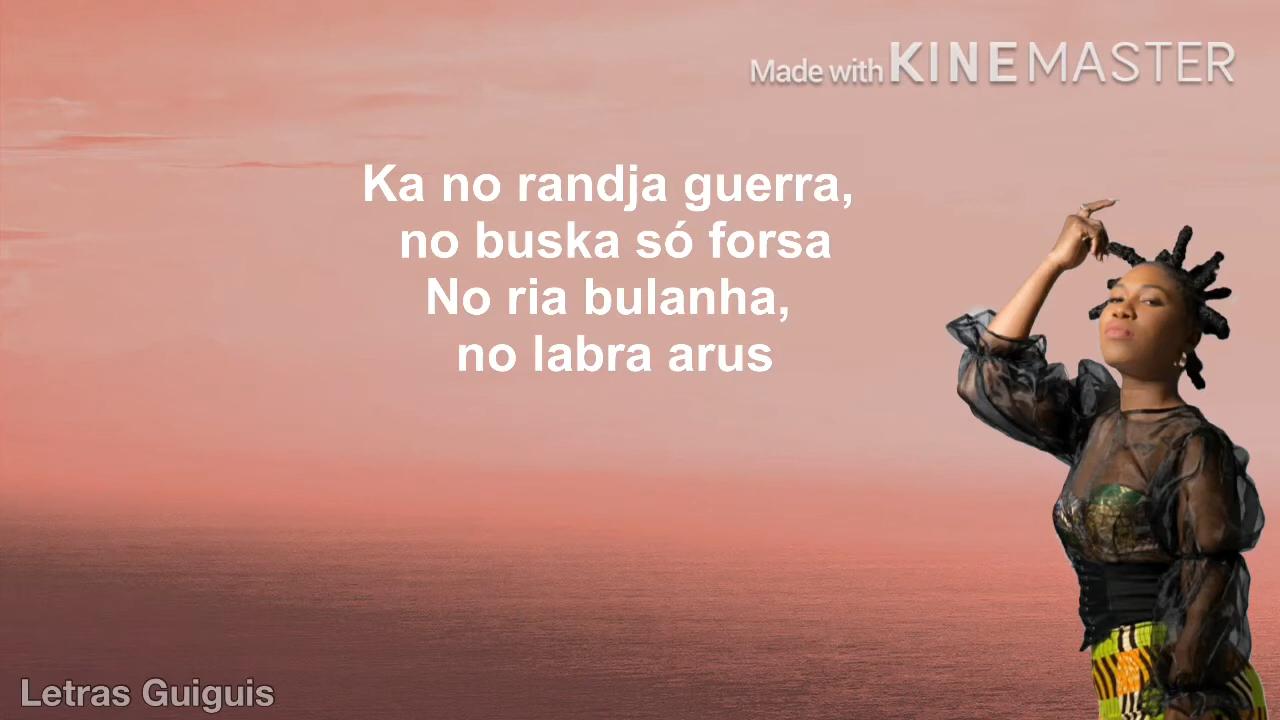 Made with KINEMASTER
Ka no randja guerra,
no buska só forsa
No ria bulanha,
no labra arus
Letras Guiguis